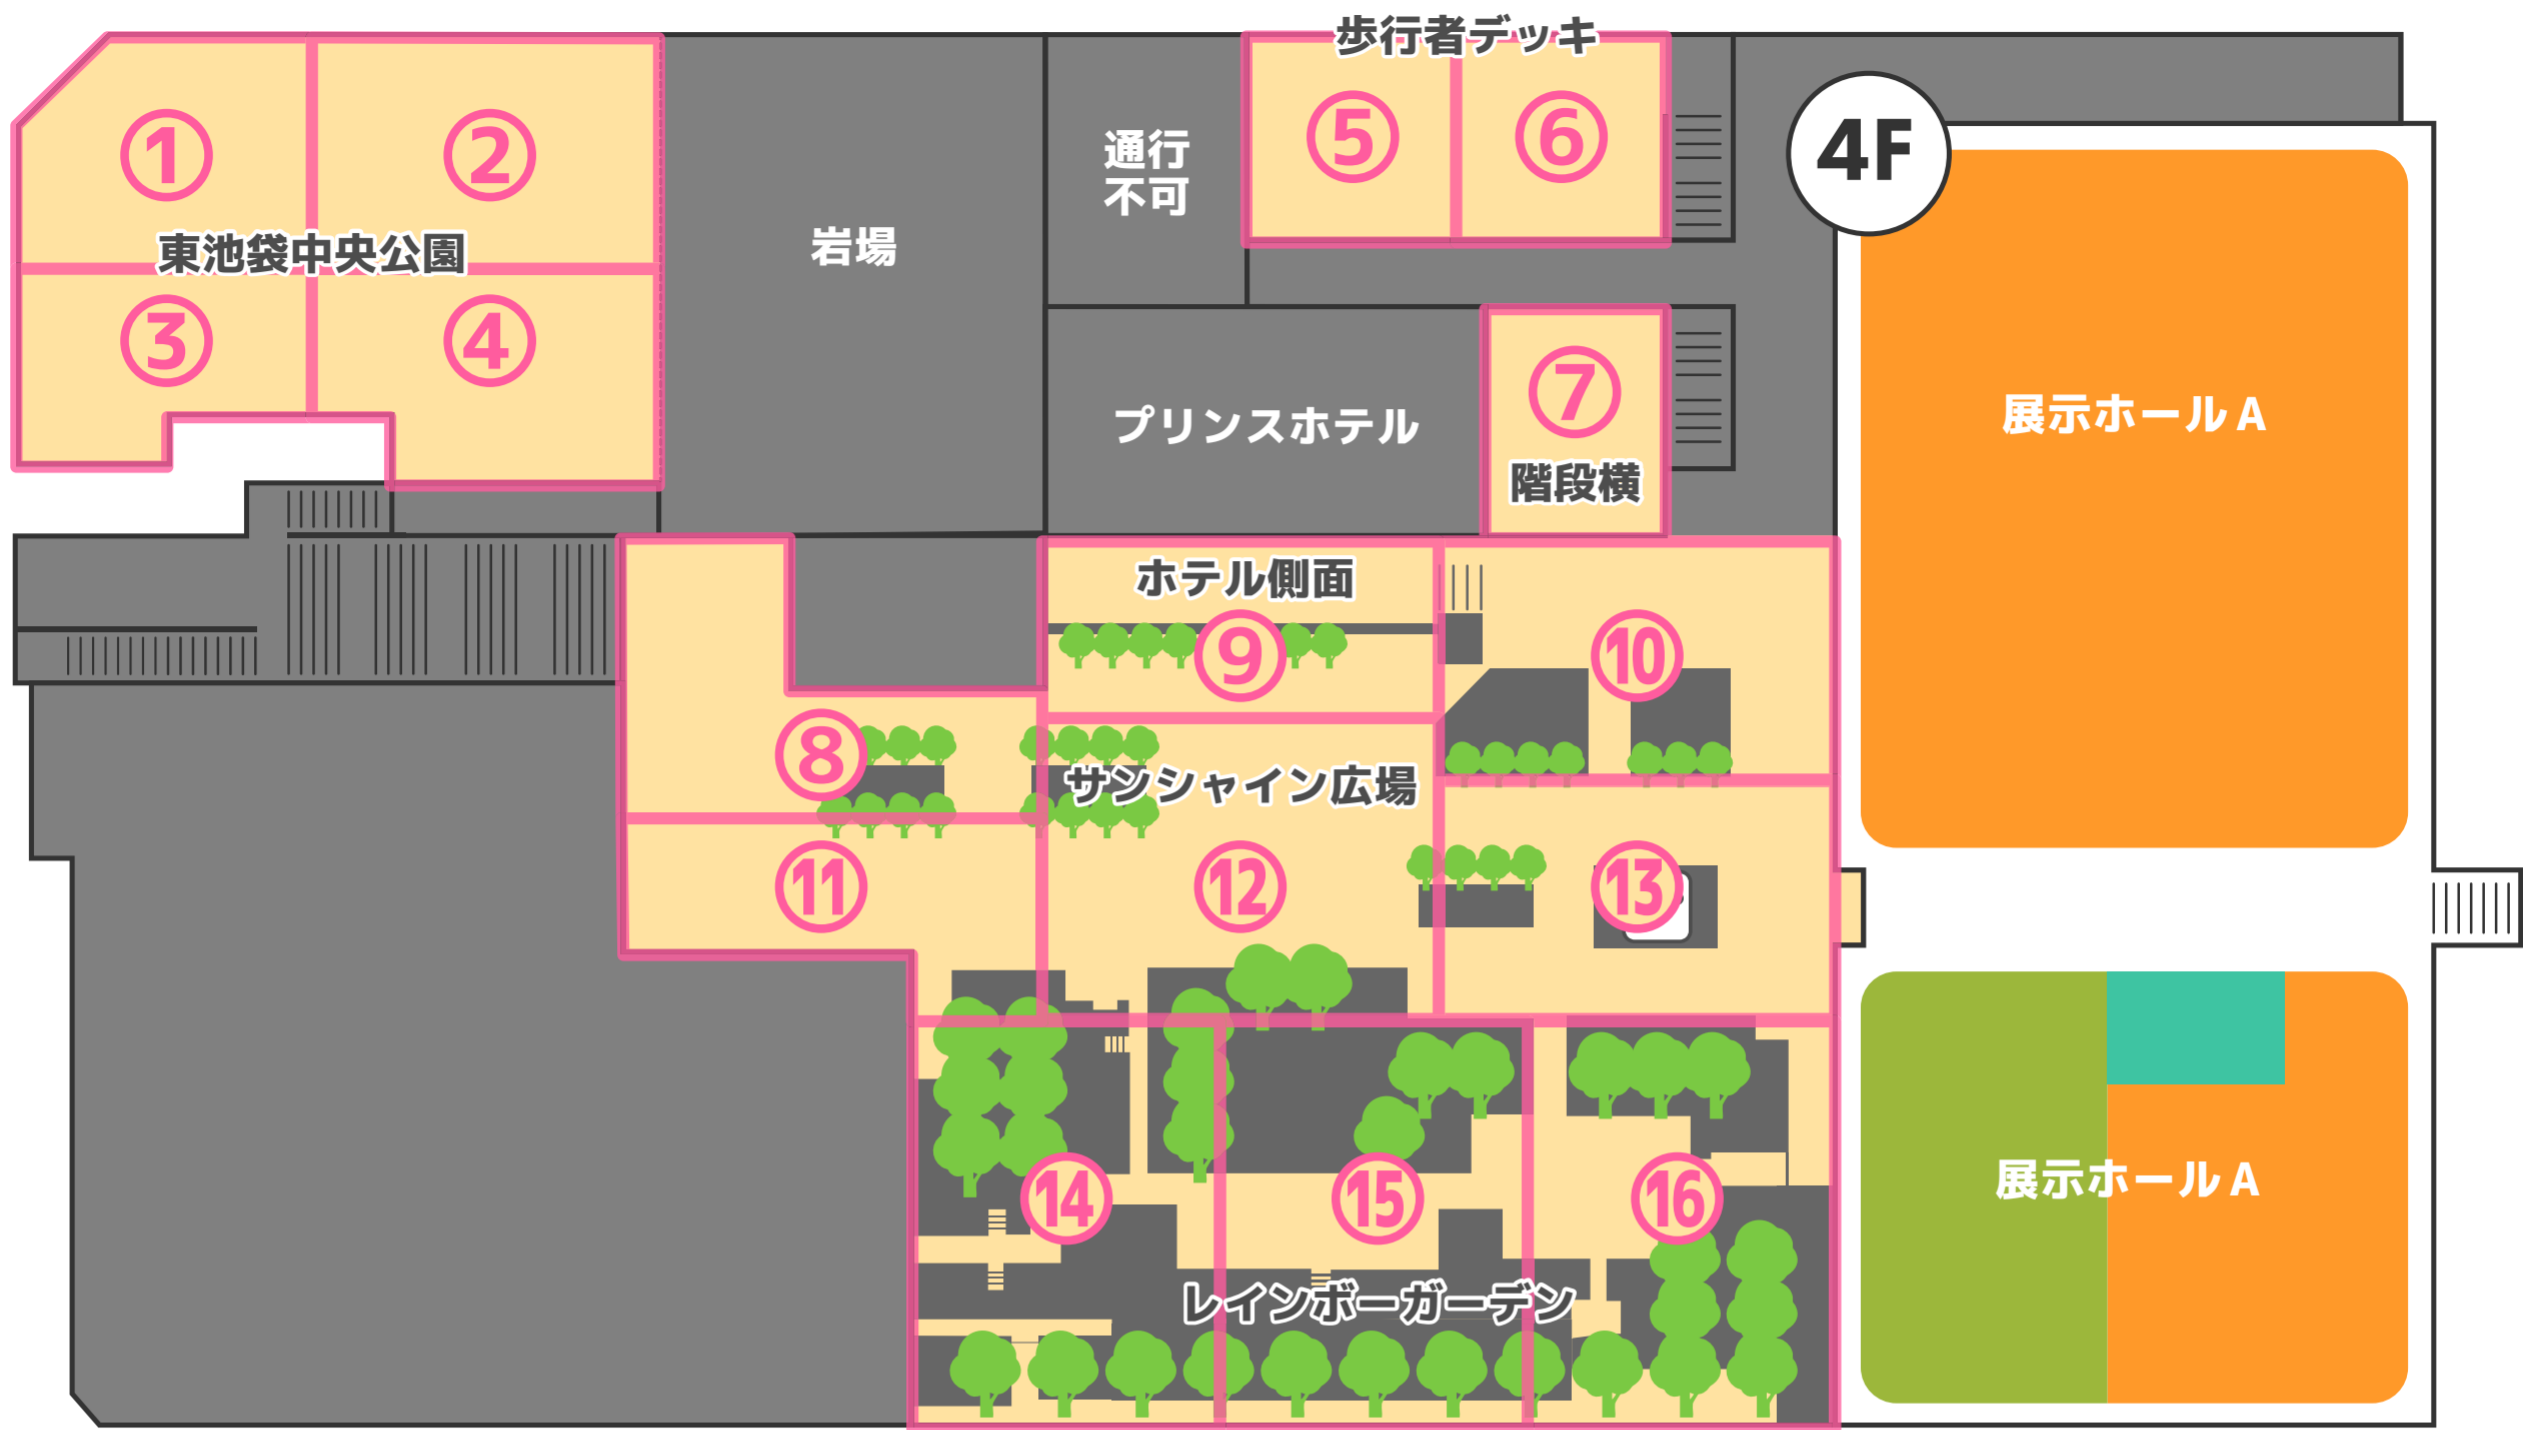 歩行者デッキ
① ② ⑤ ⑥ 4F
通行
不可
東池袋中央公園
岩場
③ ④ ⑦
プリンスホテル
展示ホールA
階段横
ホテル側面
⑨ ⑩
⑧
サンシャイン広場
⑪ ⑫ ⑬
⑭ ⑮ ⑯
展示ホールA
レインボーガーデン